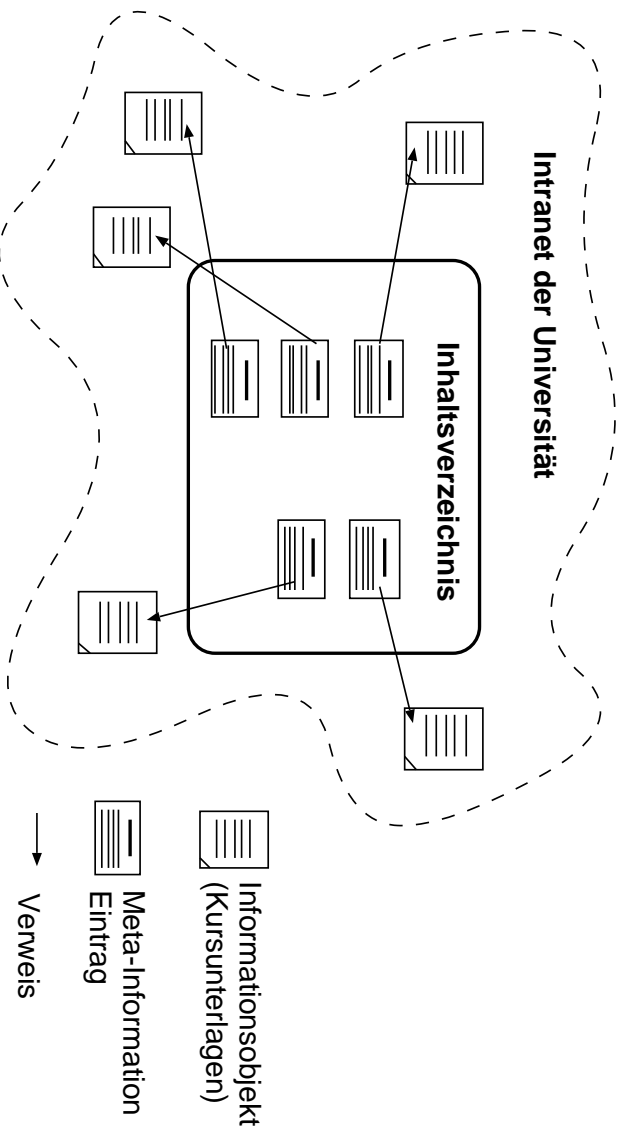 Intranet der Universität
Inhaltsverzeichnis
Informationsobjekt
(Kursunterlagen)
Meta-Information
Eintrag
Verweis